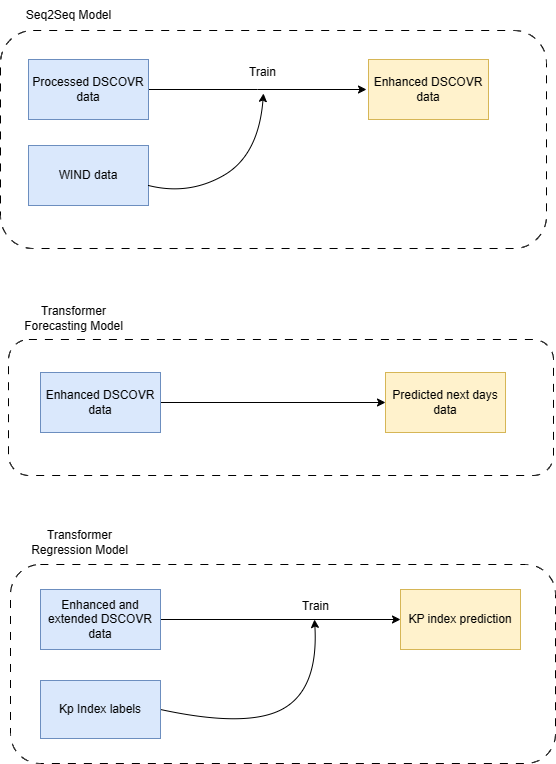 Seq2Seq Model
Processed DSCOVR
data
Train
Enhanced DSCOVR
data
WIND data
Transformer
Forecasting Model
Enhanced DSCOVR
data
Predicted next days
data
Transformer
Regression Model
Enhanced and
extended DSCOVR
data
Train
KP index prediction
Kp Index labels